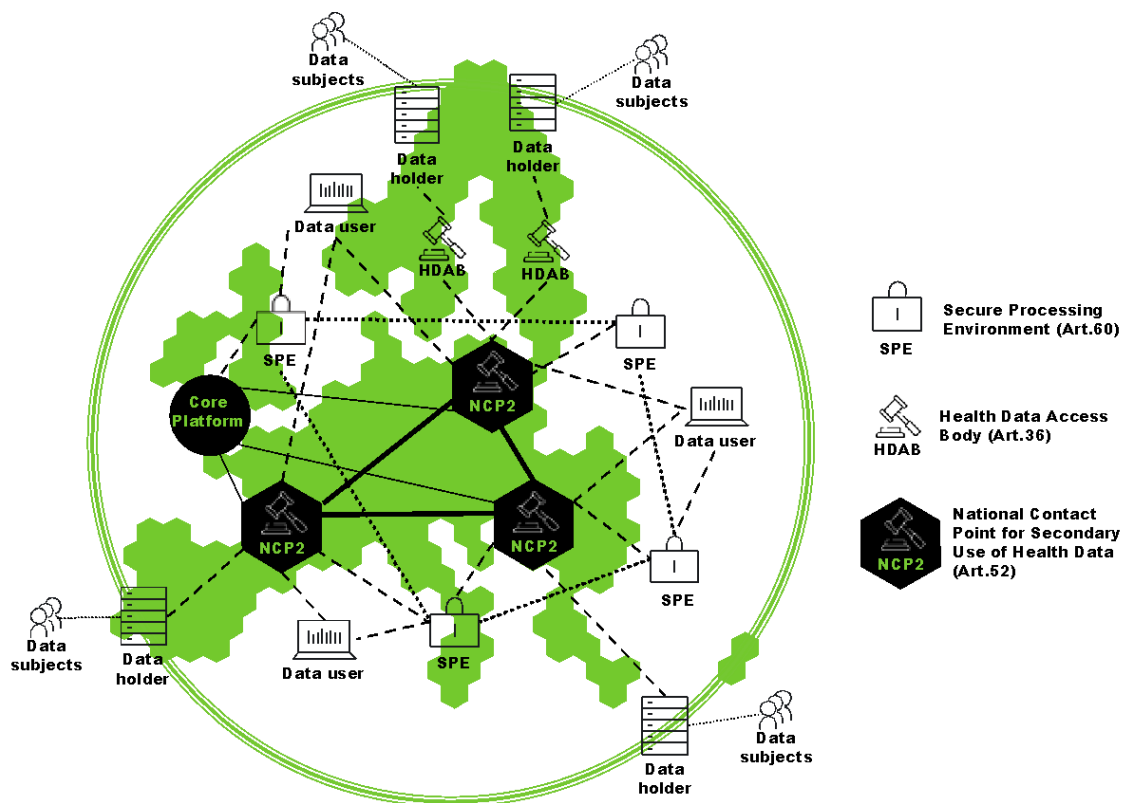 Data
subjects
Data
subjects
Data
holder
Data
holder
Data user
HDAB
HDAB
SPE
SPE
Core
Platform
NCP2
Data user
NCP2
NCP2
SPE
Data
subjects
Data
holder
Data user
SPE
Data
holder
Data
subjects
Secure Processing
Environment (Art.60)
SPE
Health Data Access
Body (Art.36)
HDAB
National Contact
Point for Secondary
Use of Health Data
(Art.52)
NCP2